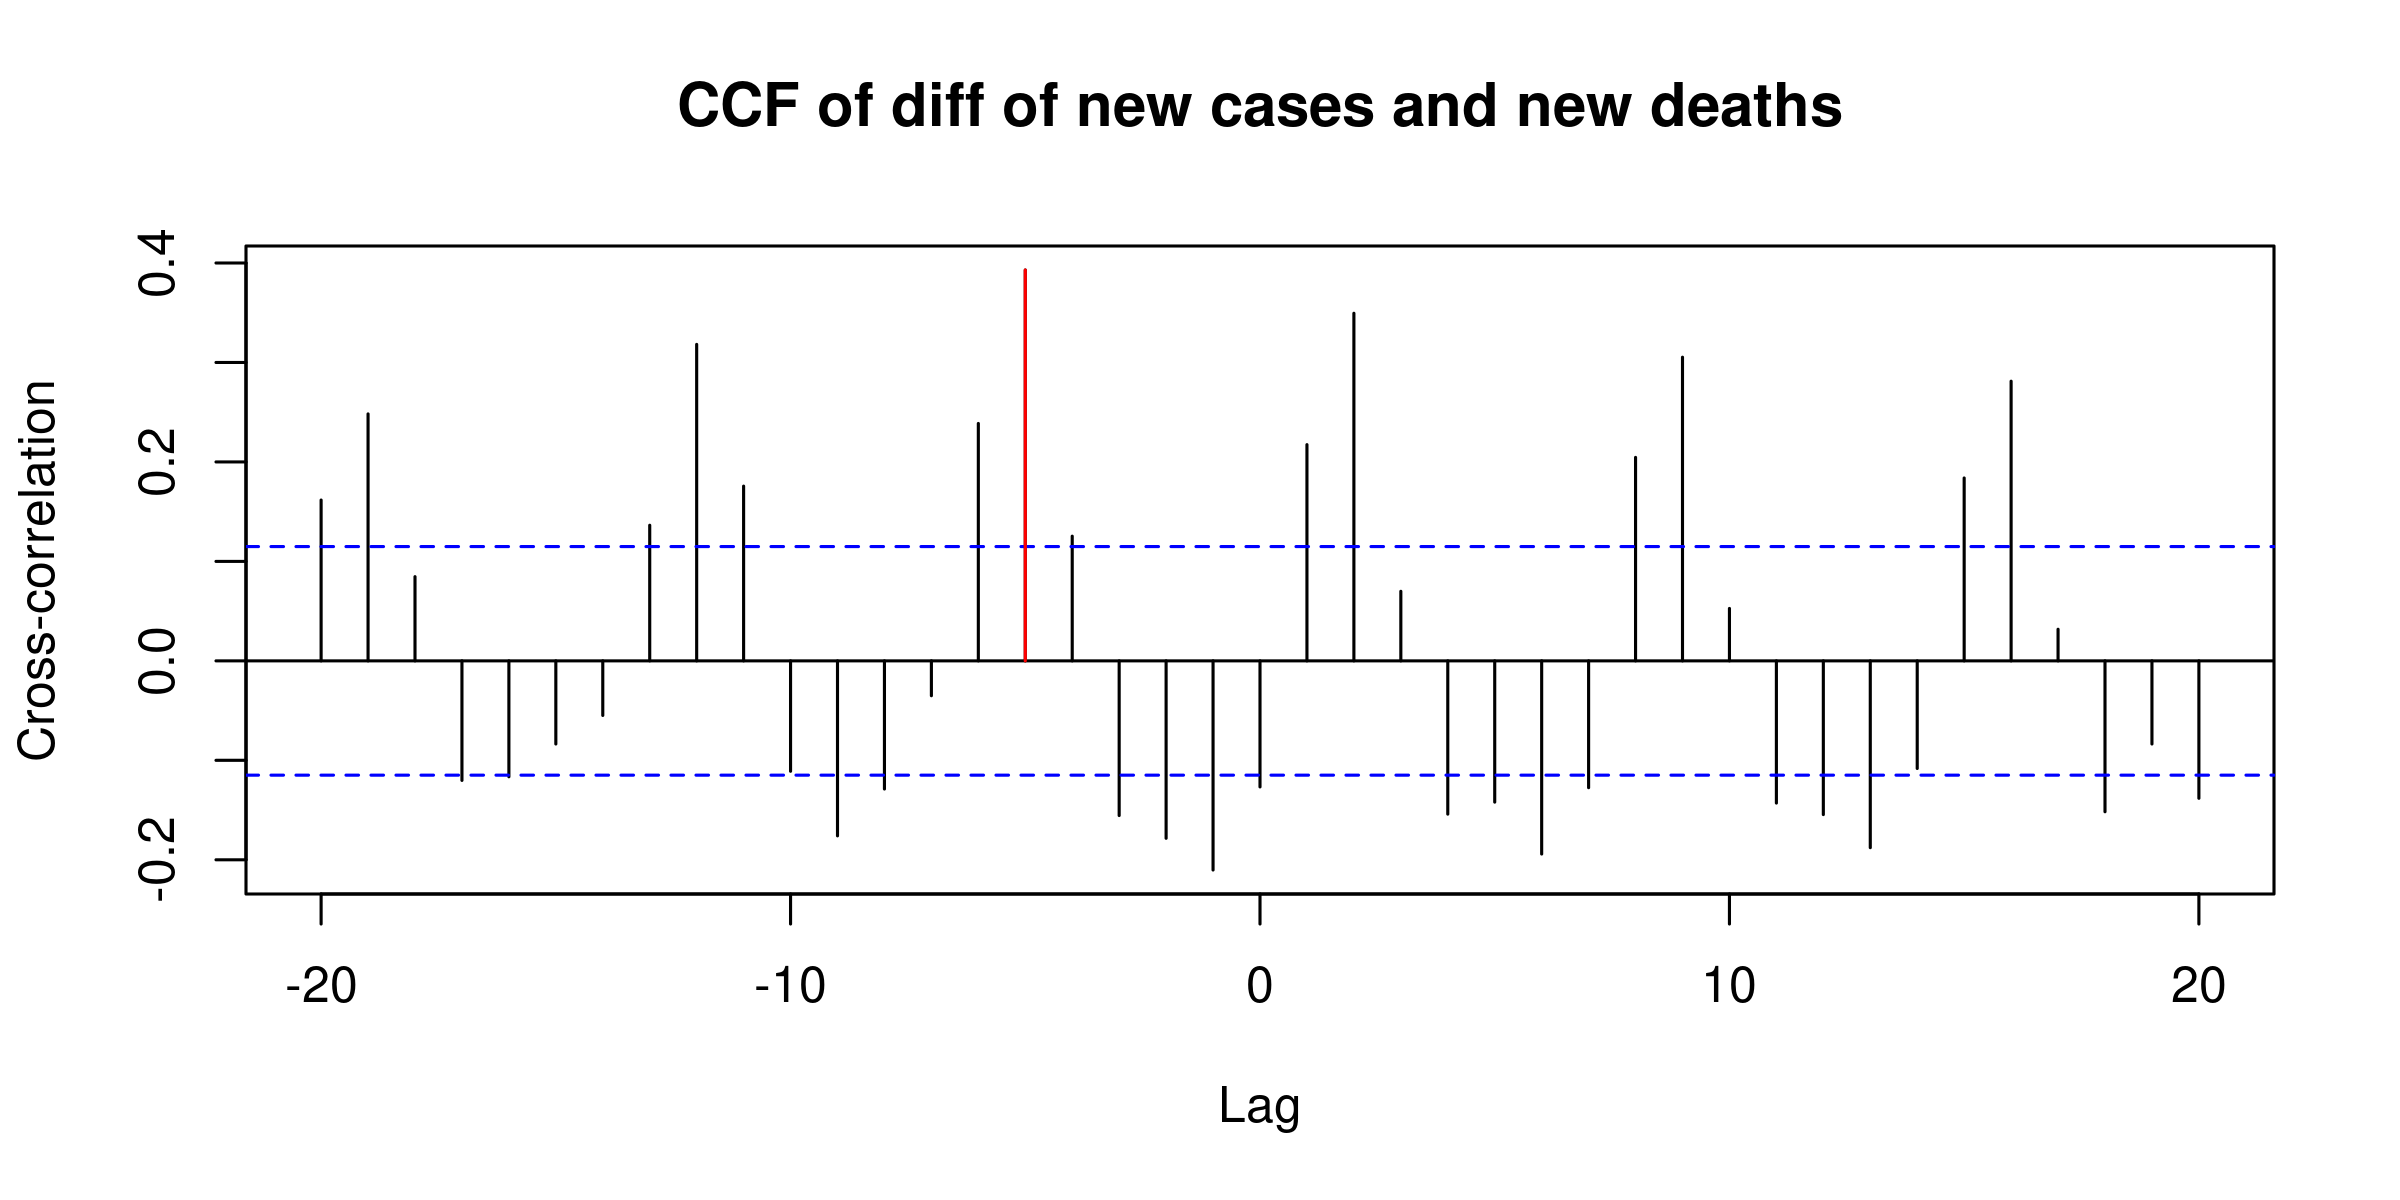 CCF of diff of new cases and new deaths
Cross-correlation
0.4
0.2
0.0
-0.2
-20 -10 0 10 20
Lag